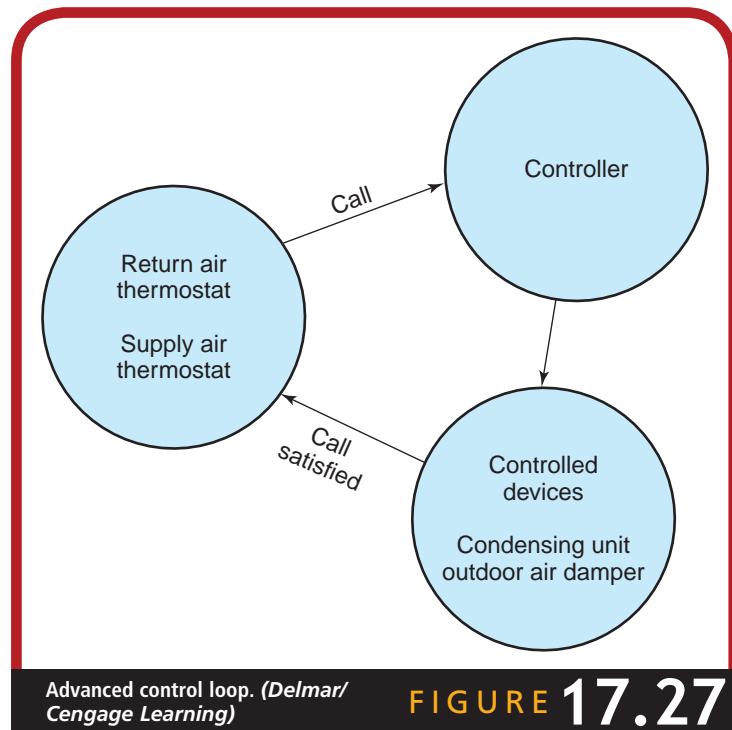 Controller
Call
Return air
thermostat
Supply air
thermostat
Call
satisfied
Controlled
devices
Condensing unit
outdoor air damper
Advanced control loop. (Delmar/
Cengage Learning)
FIGURE 17.27